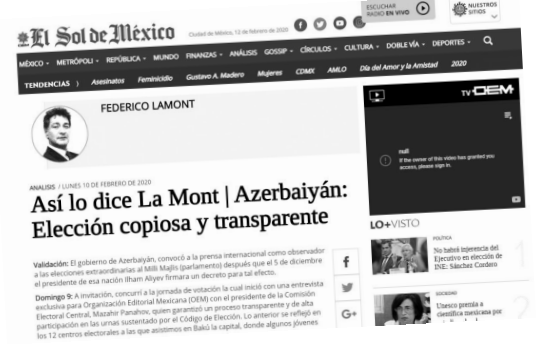 El Sol de México
Ciudad de México, 12 de febrero de 2020
ESCUCHAR
RADIO EN VIVO
NUESTROS
SITIOS
MÉXICO METRÓPOLI REPÚBLICA MUNDO FINANZAS ANÁLISIS GOSSIP CÍRCULOS CULTURA DOBLE VÍA DEPORTES
TENDENCIAS ) Asesinatos Feminicidio Gustavo A. Madero Mujeres CDMX AMLO Día del Amor y la Amistad 2020
FEDERICO LAMONT
ANÁLISIS / LUNES 10 DE FEBRERO DE 2020
Así lo dice La Mont | Azerbaiyán:
Elección copiosa y transparente
Validación: El gobierno de Azerbaiyán, convocó a la prensa internacional como observador
a las elecciones extraordinarias al Milli Majlis (parlamento) después que el 5 de diciembre
el presidente de esa nación Ilham Aliyev firmara un decreto para tal efecto.
Domingo 9: A invitación, concurrí a la jornada de votación la cual inició con una entrevista
exclusiva para Organización Editorial Mexicana (OEM) con el presidente de la Comisión
Electoral Central, Mazahir Panahov, quien garantizó un proceso transparente y de alta
participación en las urnas sustentado por el Código de Elección. Lo anterior se reflejó en
los 12 centros electorales a las que asistimos en Bakú la capital, donde algunos jóvenes
f
G+
TV OEM
null
If the owner of this video has granted you
access, please sign in.
LO+VISTO
POLÍTICA
No habrá injerencia del
Ejecutivo en elección de
INE: Sánchez Cordero
1
SOCIEDAD
Unesco premia a
científica mexicana por
2